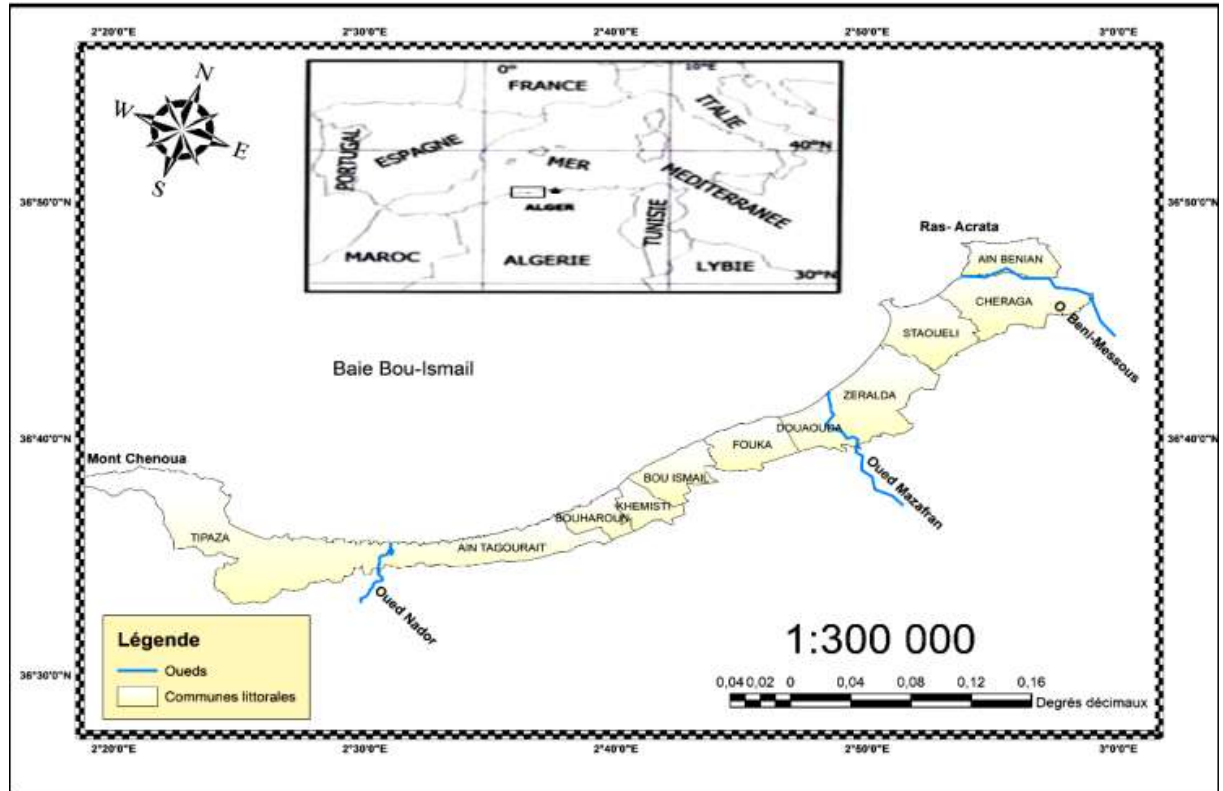 2°20'0"E 2°30'0"E 2°40'0"E 2°50'0"E 3°0'0"E
N
W
E
S
0° 10°E
FRANCE
ITALIE
PORTUGAL
ESPAGNE
40°N
MER
MEDITERRANEE
ALGER
TUNISIE
MAROC
ALGERIE
LYBIE
30°N
36°50'0"N 36°50'0"N
Ras- Acrata
AIN BENIAN
CHERAGA
O. Beni-Messous
STAOUELI
Baie Bou-Ismail
ZERALDA
DOUAOUDA
36°40'0"N 36°40'0"N
FOUKA
Mont Chenoua
Oued Mazafran
BOU ISMAIL
KHEMISTI
BOUHAROUN
TIPAZA
AIN TAGOURAIT
Oued Nador
Légende
Oueds
Communes littorales
1:300 000
36°30'0"N 36°30'0"N
0,04 0,02 0 0,04 0,08 0,12 0,16
Degrés décimaux
2°20'0"E 2°30'0"E 2°40'0"E 2°50'0"E 3°0'0"E